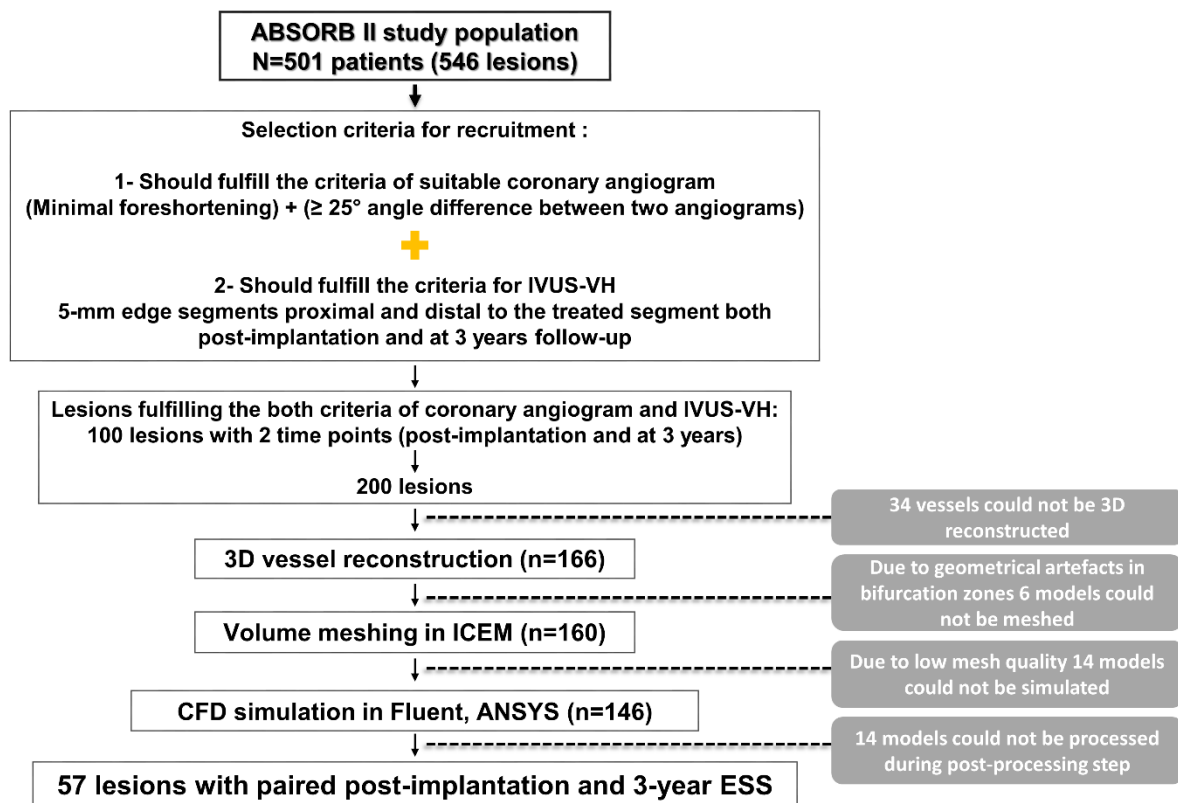 ABSORB II study population
N=501 patients (546 lesions)
Selection criteria for recruitment :
1- Should fulfill the criteria of suitable coronary angiogram
(Minimal foreshortening) + (≥ 25° angle difference between two angiograms)
2- Should fulfill the criteria for IVUS-VH
5-mm edge segments proximal and distal to the treated segment both
post-implantation and at 3 years follow-up
Lesions fulfilling the both criteria of coronary angiogram and IVUS-VH:
100 lesions with 2 time points (post-implantation and at 3 years)
200 lesions
34 vessels could not be 3D
reconstructed
3D vessel reconstruction (n=166)
Due to geometrical artefacts in
bifurcation zones 6 models could
not be meshed
Volume meshing in ICEM (n=160)
Due to low mesh quality 14 models
could not be simulated
CFD simulation in Fluent, ANSYS (n=146)
14 models could not be processed
during post-processing step
57 lesions with paired post-implantation and 3-year ESS